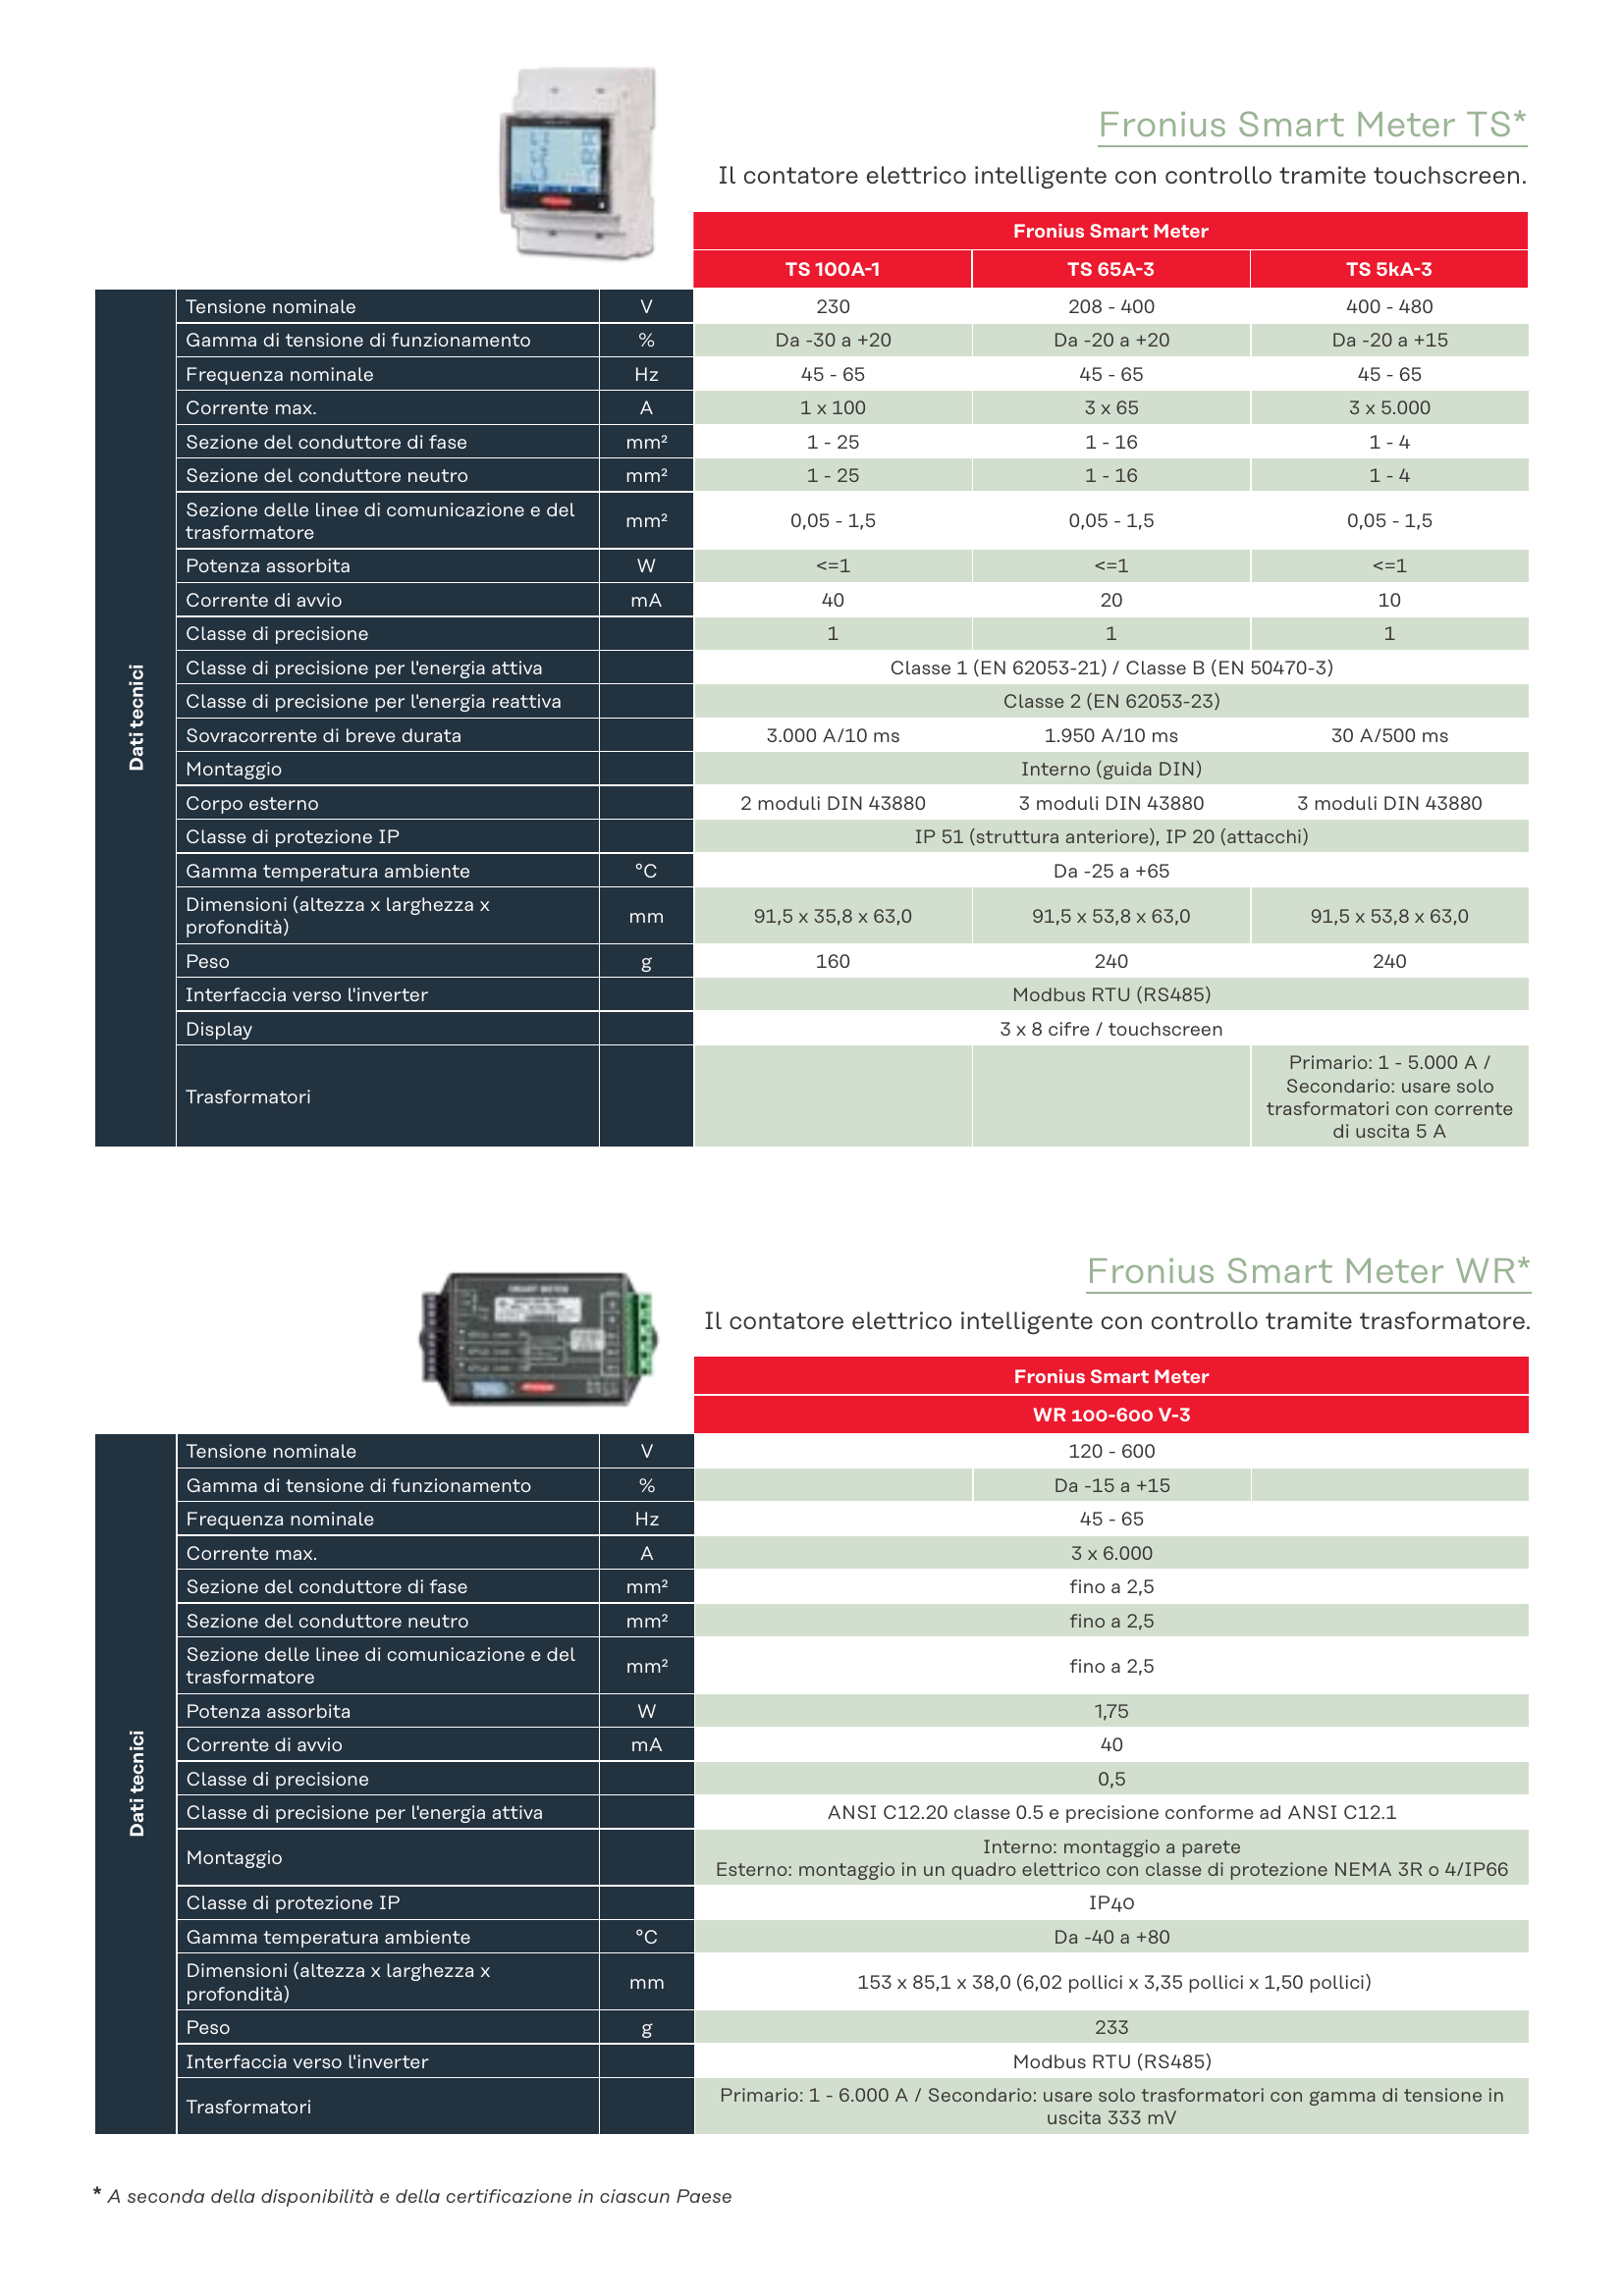 Fronius Smart Meter TS*
Il contatore elettrico intelligente con controllo tramite touchscreen.
Fronius Smart Meter
TS 100A-1 TS 65A-3 TS 5kA-3
Dati tecnici
Tensione nominale V 230 208 - 400 400 - 480
Gamma di tensione di funzionamento % Da -30 a +20 Da -20 a +20 Da -20 a +15
Frequenza nominale Hz 45 - 65 45 - 65 45 - 65
Corrente max. A 1 x 100 3 x 65 3 x 5.000
Sezione del conduttore di fase mm² 1 - 25 1 - 16 1 - 4
Sezione del conduttore neutro mm² 1 - 25 1 - 16 1 - 4
Sezione delle linee di comunicazione e del
trasformatore mm² 0,05 - 1,5 0,05 - 1,5 0,05 - 1,5
Potenza assorbita W <=1 <=1 <=1
Corrente di avvio mA 40 20 10
Classe di precisione 1 1 1
Classe di precisione per l'energia attiva Classe 1 (EN 62053-21) / Classe B (EN 50470-3)
Classe di precisione per l'energia reattiva Classe 2 (EN 62053-23)
Sovracorrente di breve durata 3.000 A/10 ms 1.950 A/10 ms 30 A/500 ms
Montaggio Interno (guida DIN)
Corpo esterno 2 moduli DIN 43880 3 moduli DIN 43880 3 moduli DIN 43880
Classe di protezione IP IP 51 (struttura anteriore), IP 20 (attacchi)
Gamma temperatura ambiente °C Da -25 a +65
Dimensioni (altezza x larghezza x
profondità) mm 91,5 x 35,8 x 63,0 91,5 x 53,8 x 63,0 91,5 x 53,8 x 63,0
Peso g 160 240 240
Interfaccia verso l'inverter Modbus RTU (RS485)
Display 3 x 8 cifre / touchscreen
Trasformatori Primario: 1 - 5.000 A /
Secondario: usare solo
trasformatori con corrente
di uscita 5 A
Fronius Smart Meter WR*
Il contatore elettrico intelligente con controllo tramite trasformatore.
SMART METER
Fronius Smart Meter
WR 100-600 V-3
Dati tecnici
Tensione nominale V 120 - 600
Gamma di tensione di funzionamento % Da -15 a +15
Frequenza nominale Hz 45 - 65
Corrente max. A 3 x 6.000
Sezione del conduttore di fase mm² fino a 2,5
Sezione del conduttore neutro mm² fino a 2,5
Sezione delle linee di comunicazione e del
trasformatore mm² fino a 2,5
Potenza assorbita W 1,75
Corrente di avvio mA 40
Classe di precisione 0,5
Classe di precisione per l'energia attiva ANSI C12.20 classe 0.5 e precisione conforme ad ANSI C12.1
Montaggio Interno: montaggio a parete
Esterno: montaggio in un quadro elettrico con classe di protezione NEMA 3R o 4/IP66
Classe di protezione IP IP40
Gamma temperatura ambiente °C Da -40 a +80
Dimensioni (altezza x larghezza x
profondità) mm 153 x 85,1 x 38,0 (6,02 pollici x 3,35 pollici x 1,50 pollici)
Peso g 233
Interfaccia verso l'inverter Modbus RTU (RS485)
Trasformatori Primario: 1 - 6.000 A / Secondario: usare solo trasformatori con gamma di tensione in
uscita 333 mV
* A seconda della disponibilità e della certificazione in ciascun Paese